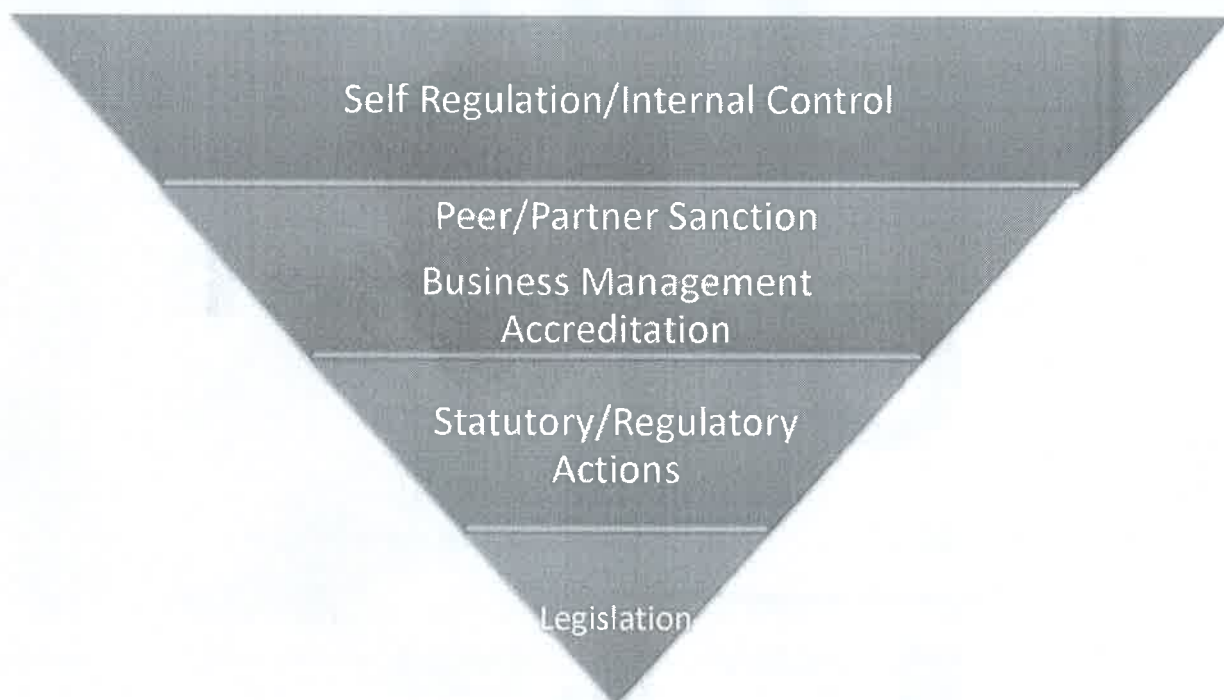 Self Regulation/Internal Control
Peer/Partner Sanction
Business Management
Accreditation
Statutory/Regulatory
Actions
Legislation